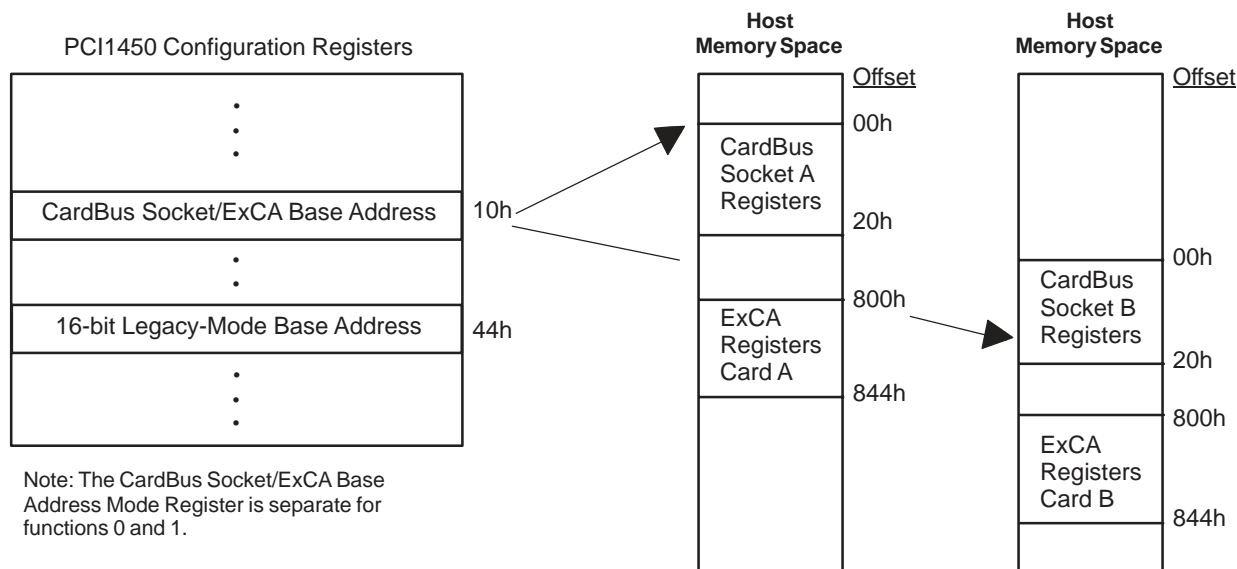 PCI1450 Configuration Registers
CardBus Socket/ExCA Base Address
10h
16-bit Legacy-Mode Base Address
44h
Note: The CardBus Socket/ExCA Base
Address Mode Register is separate for
functions 0 and 1.
Host
Memory Space
Offset
00h
CardBus
Socket A
Registers
20h
800h
ExCA
Registers
Card A
844h
Host
Memory Space
Offset
00h
CardBus
Socket B
Registers
20h
800h
ExCA
Registers
Card B
844h